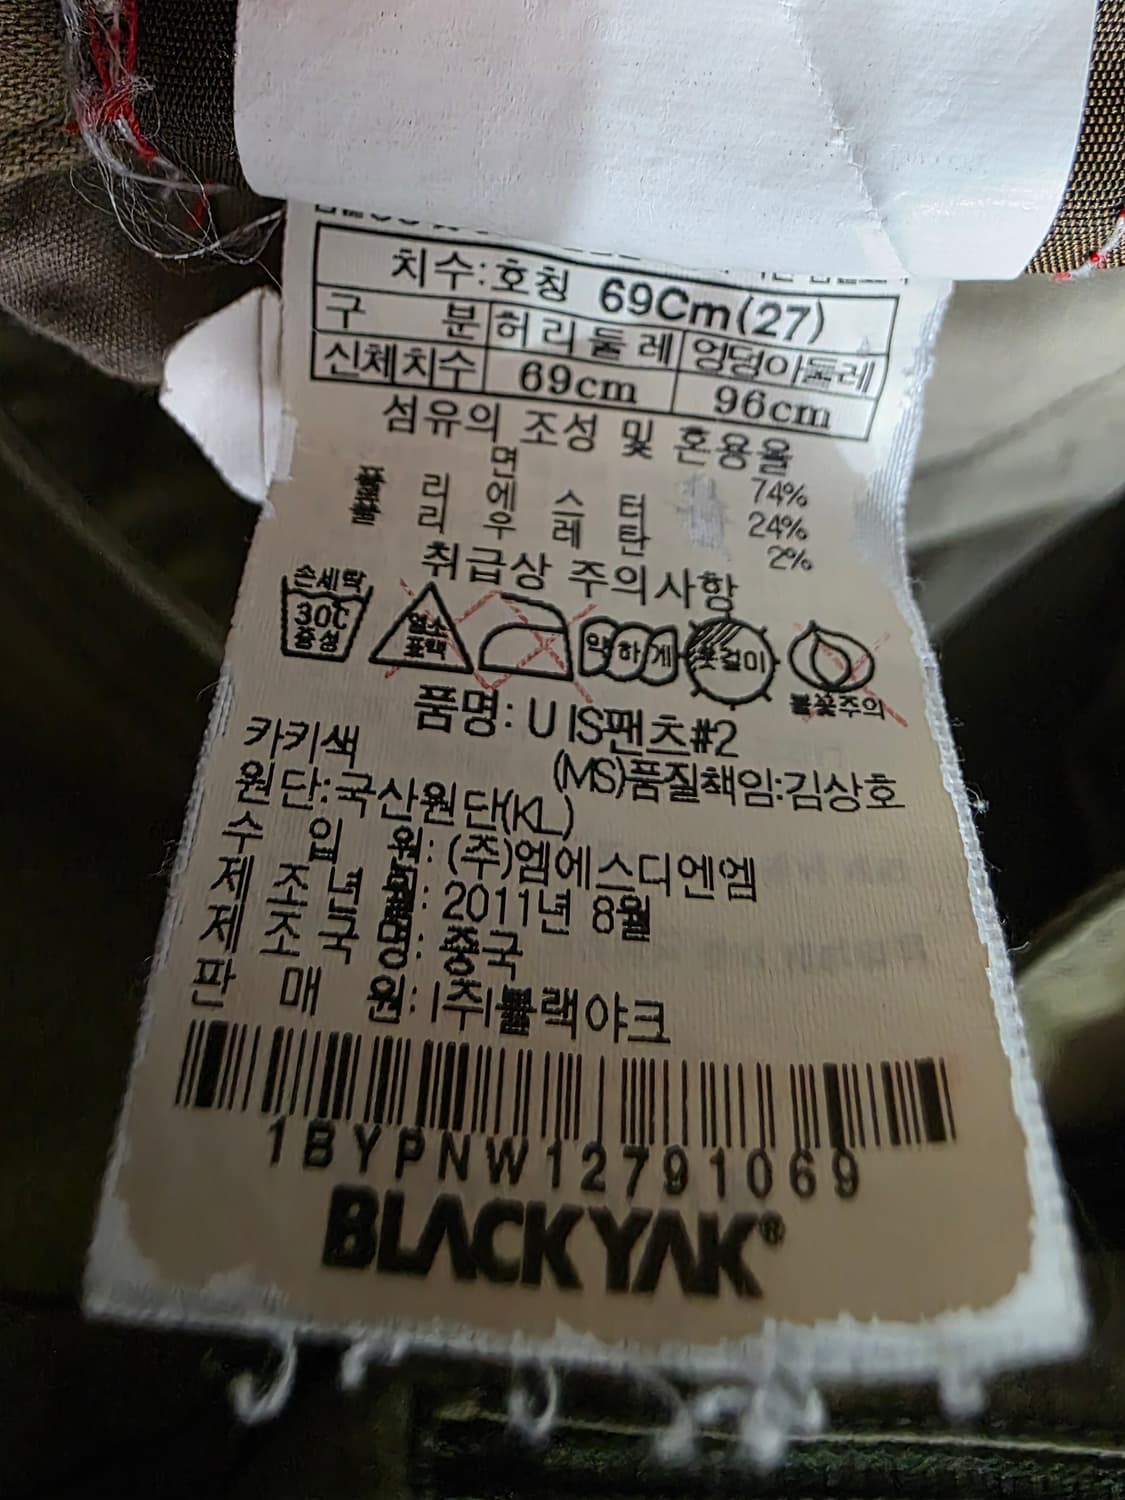 치수:호칭 69Cm(27)
구 분 허리둘레 엉덩이둘레
신체치수 69cm 96cm
섬유의 조성 및 혼용율
면 74%
폴리에스터 24%
폴리우레탄 2%
취급상 주의사항
손세탁
30C
중성
염소
표백
약하게
옷걸이
불꽃주의
품명: U IS팬츠#2
카키색
(MS)품질책임:김상호
원단:국산원단(KL)
수 입 원: (주)엠에스디엔엠
제 조 년 월: 2011년 8월
제 조 국 명: 중국
판 매 원: (주)블랙야크
1BYPNW12791069
BLACKYAK®